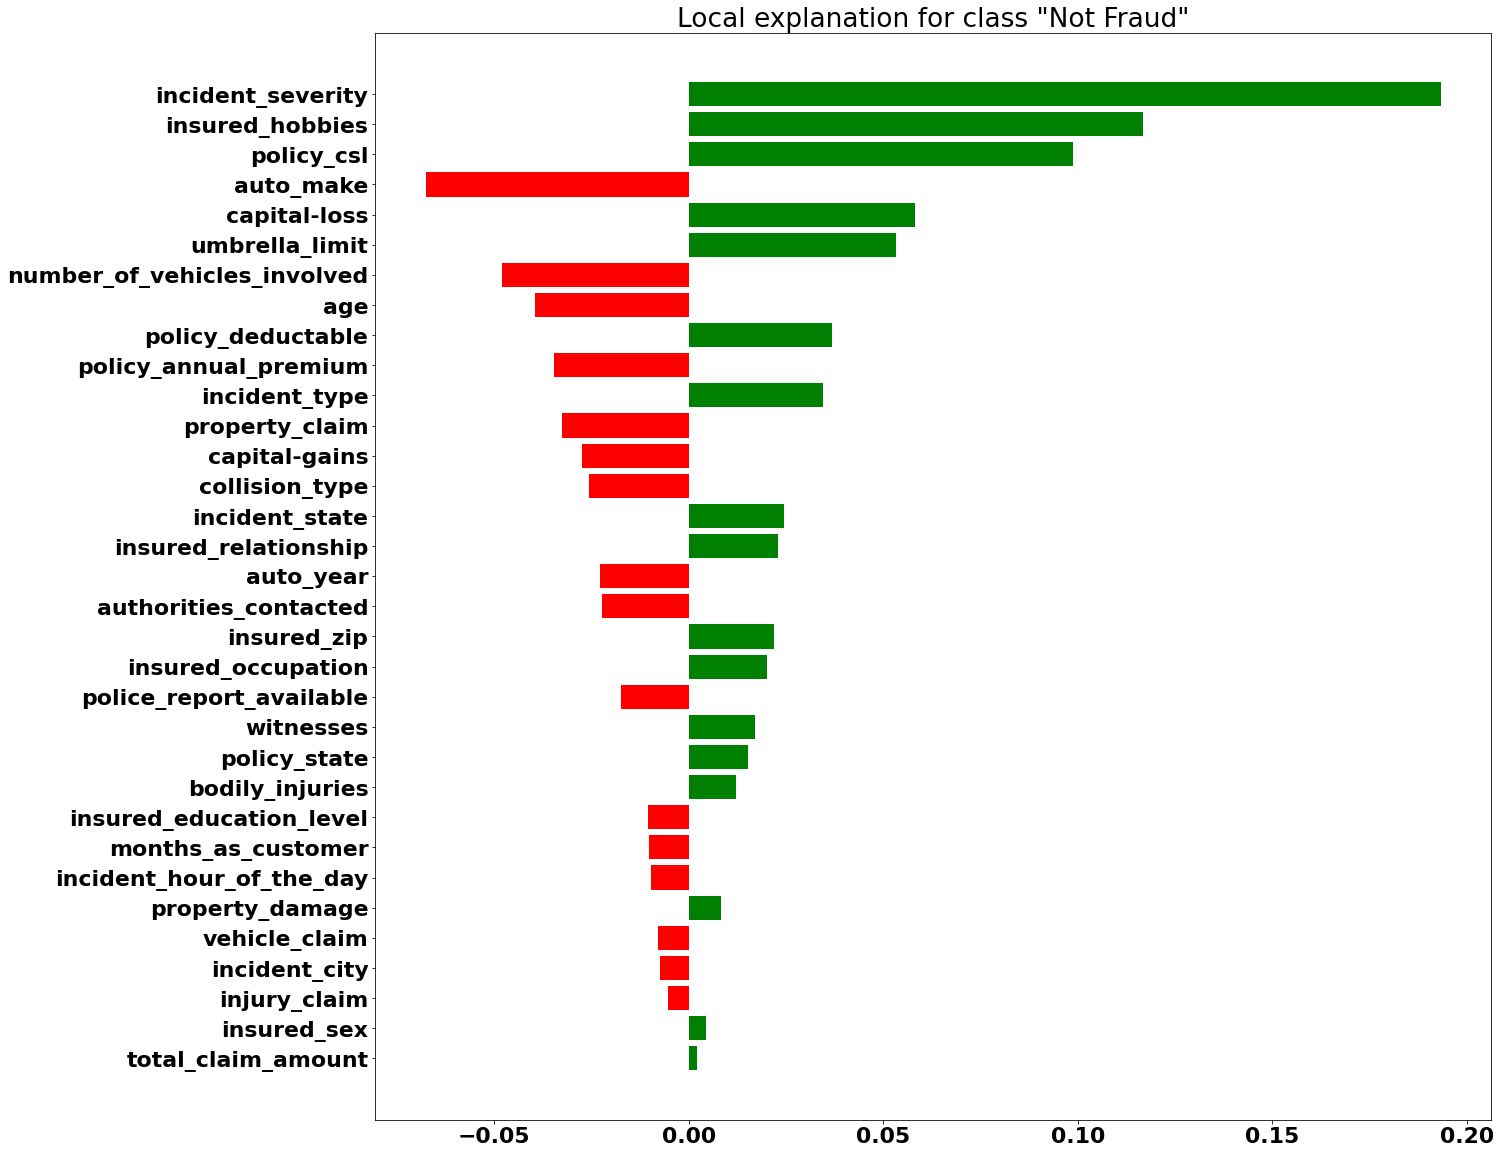 Local explanation for class "Not Fraud"
incident_severity
insured_hobbies
policy_csl
auto_make
capital-loss
umbrella_limit
number_of_vehicles_involved
age
policy_deductable
policy_annual_premium
incident_type
property_claim
capital-gains
collision_type
incident_state
insured_relationship
auto_year
authorities_contacted
insured_zip
insured_occupation
police_report_available
witnesses
policy_state
bodily_injuries
insured_education_level
months_as_customer
incident_hour_of_the_day
property_damage
vehicle_claim
incident_city
injury_claim
insured_sex
total_claim_amount
−0.05 0.00 0.05 0.10 0.15 0.20